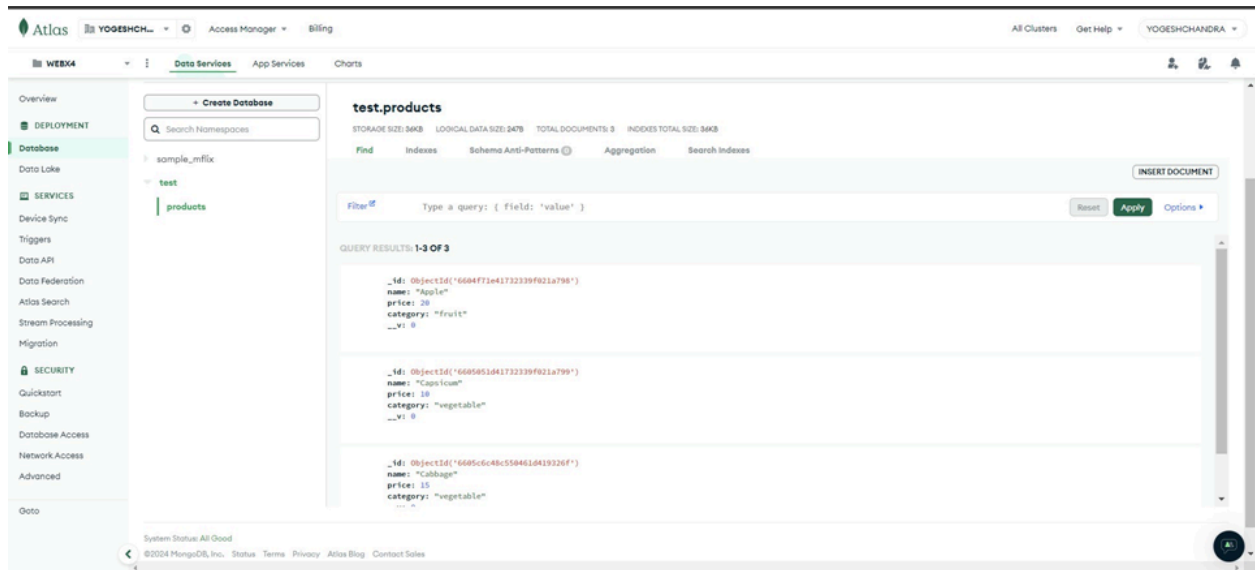 Atlas
YOGESHCH...
Access Manager
Billing
All Clusters
Get Help
YOGESHCHANDRA
WEBX4
Data Services
App Services
Charts
Overview
DEPLOYMENT
Database
Data Lake
SERVICES
Device Sync
Triggers
Data API
Data Federation
Atlas Search
Stream Processing
Migration
SECURITY
Quickstart
Backup
Database Access
Network Access
Advanced
Goto
+ Create Database
Search Namespaces
sample_mflix
test
products
test.products
STORAGE SIZE: 36KB LOGICAL DATA SIZE: 247B TOTAL DOCUMENTS: 3 INDEXES TOTAL SIZE: 36KB
Find
Indexes
Schema Anti-Patterns
Aggregation
Search Indexes
INSERT DOCUMENT
Filter
Type a query: { field: 'value' }
Reset
Apply
Options
QUERY RESULTS: 1-3 OF 3
_id: ObjectId('6604f71e41732339f021a798')
name: "Apple"
price: 20
category: "fruit"
__v: 0
_id: ObjectId('6605051d41732339f021a799')
name: "Capsicum"
price: 10
category: "vegetable"
__v: 0
_id: ObjectId('6605c6c48c550461d419326f')
name: "Cabbage"
price: 15
category: "vegetable"
System Status: All Good
©2024 MongoDB, Inc. Status Terms Privacy Atlas Blog Contact Sales